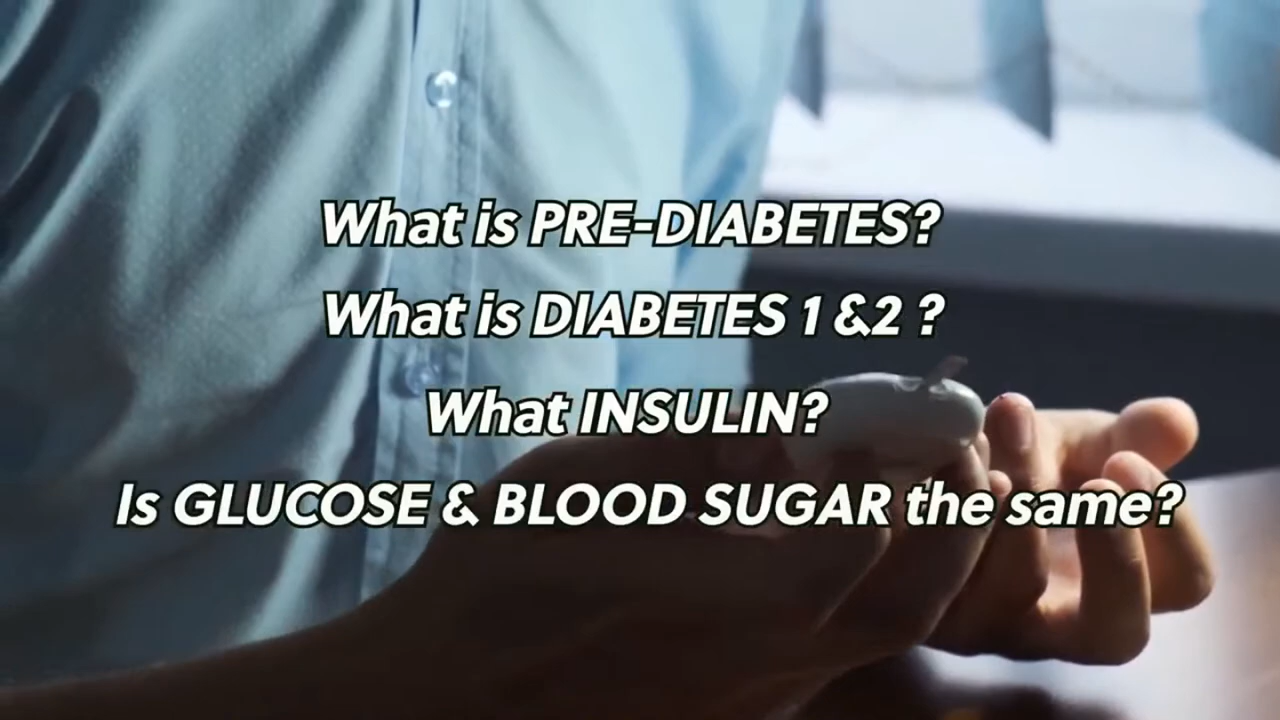 What is PRE-DIABETES?
What is DIABETES 1 &2 ?
What INSULIN?
Is GLUCOSE & BLOOD SUGAR the same?